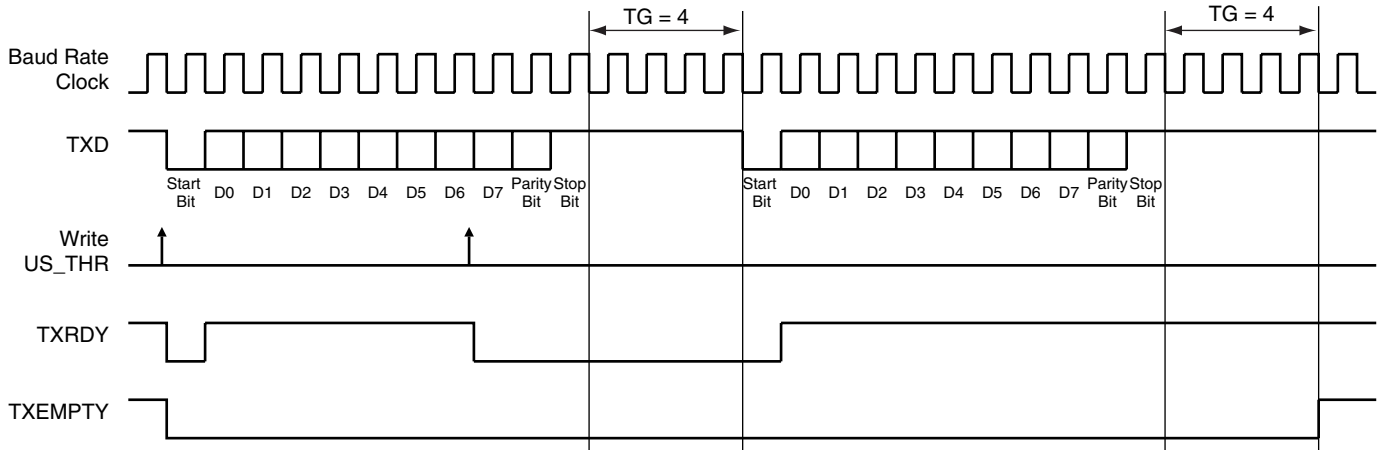 TG = 4
TG = 4
Baud Rate
Clock
TXD
Start
Bit
D0
D1
D2
D3
D4
D5
D6
D7
Parity
Bit
Stop
Bit
Start
Bit
D0
D1
D2
D3
D4
D5
D6
D7
Parity
Bit
Stop
Bit
Write
US_THR
TXRDY
TXEMPTY